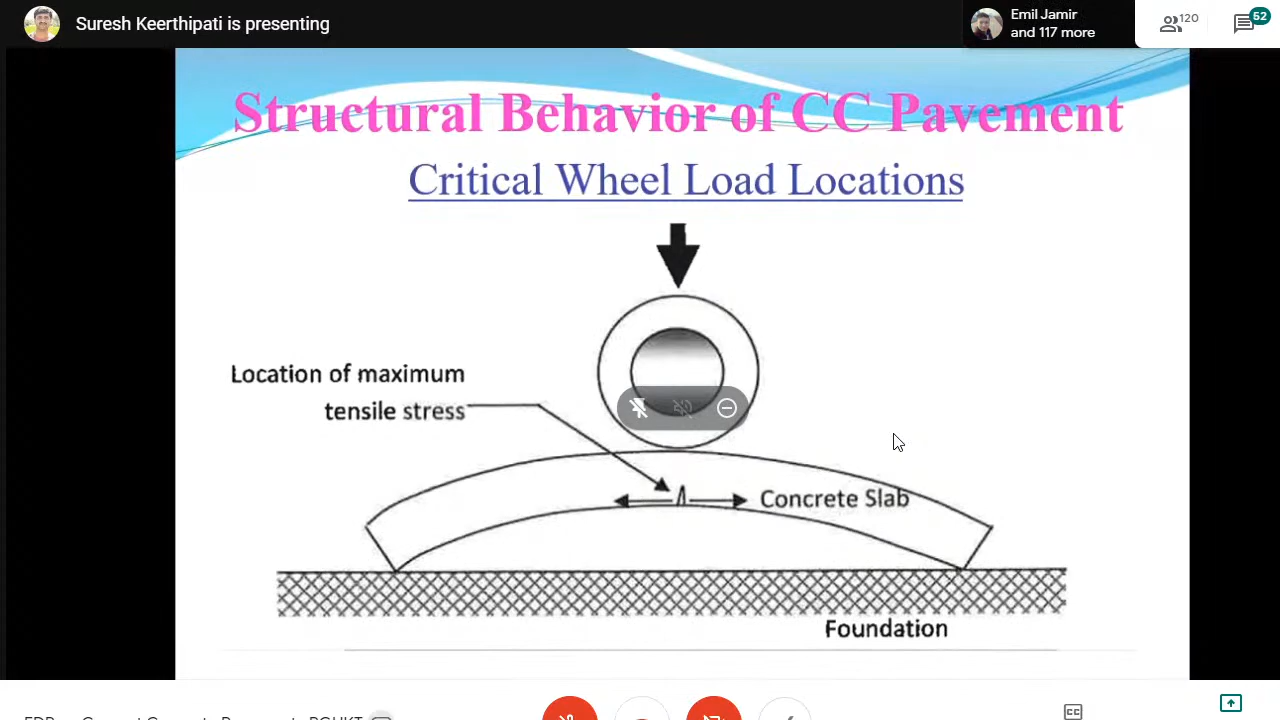 Suresh Keerthipati is presenting
Emil Jamir
and 117 more
120
52
Structural Behavior of CC Pavement
Critical Wheel Load Locations
Location of maximum
tensile stress
Concrete Slab
Foundation
CC